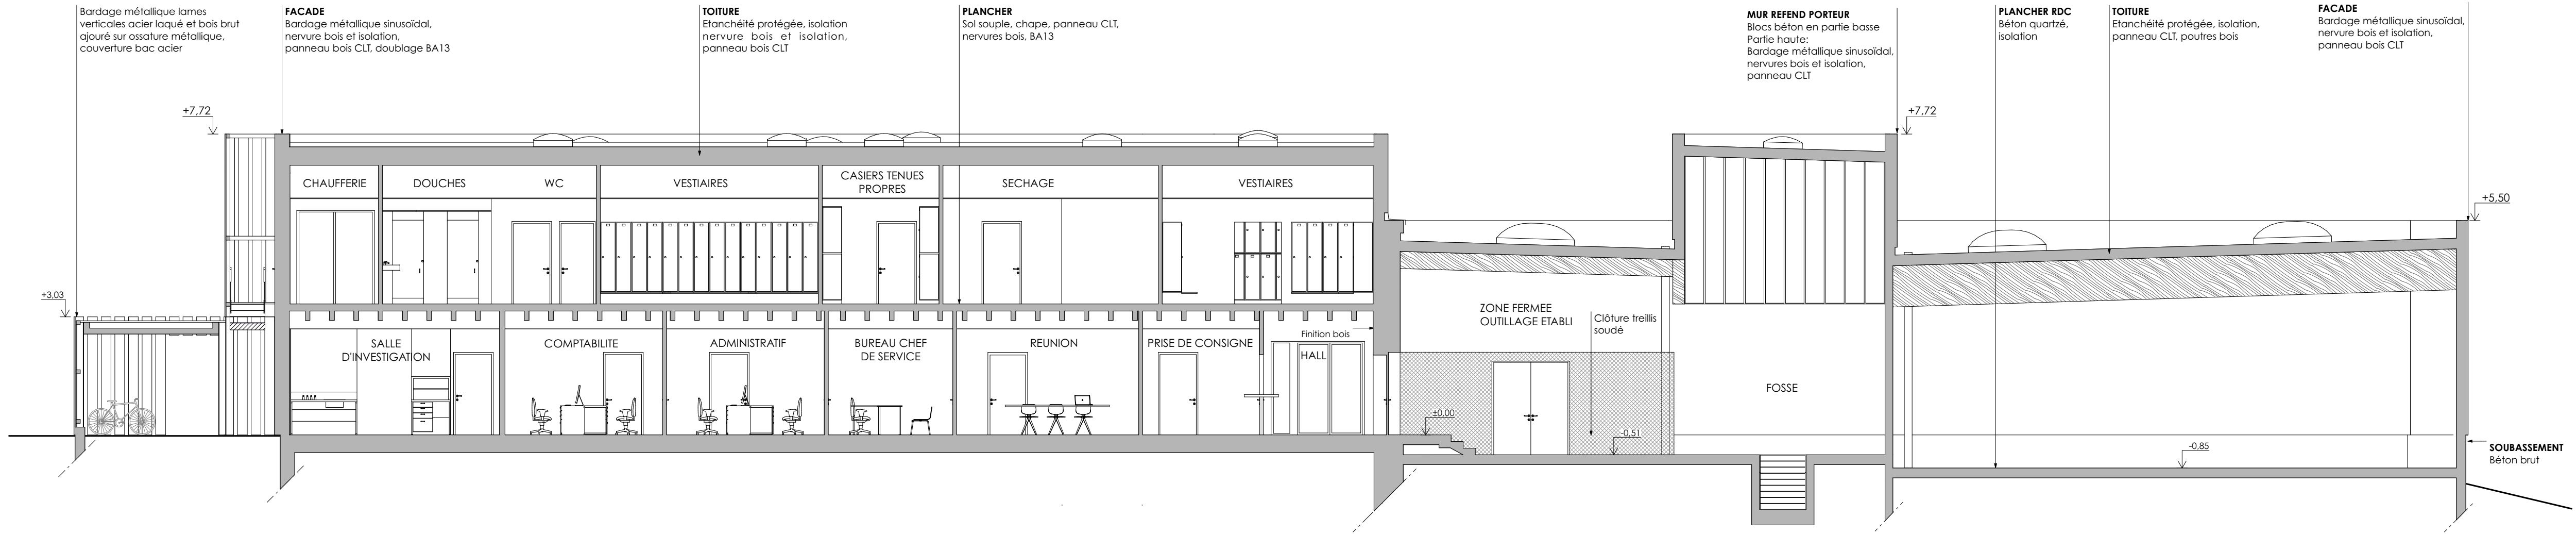 Bardage métallique lames
verticales acier laqué et bois brut
ajouré sur ossature métallique,
couverture bac acier
FACADE
Bardage métallique sinusoïdal,
nervure bois et isolation,
panneau bois CLT, doublage BA13
TOITURE
Etanchéité protégée, isolation
nervure bois et isolation,
panneau bois CLT
PLANCHER
Sol souple, chape, panneau CLT,
nervures bois, BA13
MUR REFEND PORTEUR
Blocs béton en partie basse
Partie haute:
Bardage métallique sinusoïdal,
nervures bois et isolation,
panneau CLT
PLANCHER RDC
Béton quartzé,
isolation
TOITURE
Etanchéité protégée, isolation,
panneau CLT, poutres bois
FACADE
Bardage métallique sinusoïdal,
nervure bois et isolation,
panneau bois CLT
+7,72
+7,72
+5,50
+3,03
CHAUFFERIE
DOUCHES
WC
VESTIAIRES
CASIERS TENUES
PROPRES
SECHAGE
VESTIAIRES
ZONE FERMEE
OUTILLAGE ETABLI
Clôture treillis
soudé
SALLE
D'INVESTIGATION
COMPTABILITE
ADMINISTRATIF
BUREAU CHEF
DE SERVICE
REUNION
PRISE DE CONSIGNE
Finition bois
HALL
FOSSE
±0,00
-0,51
-0,85
SOUBASSEMENT
Béton brut